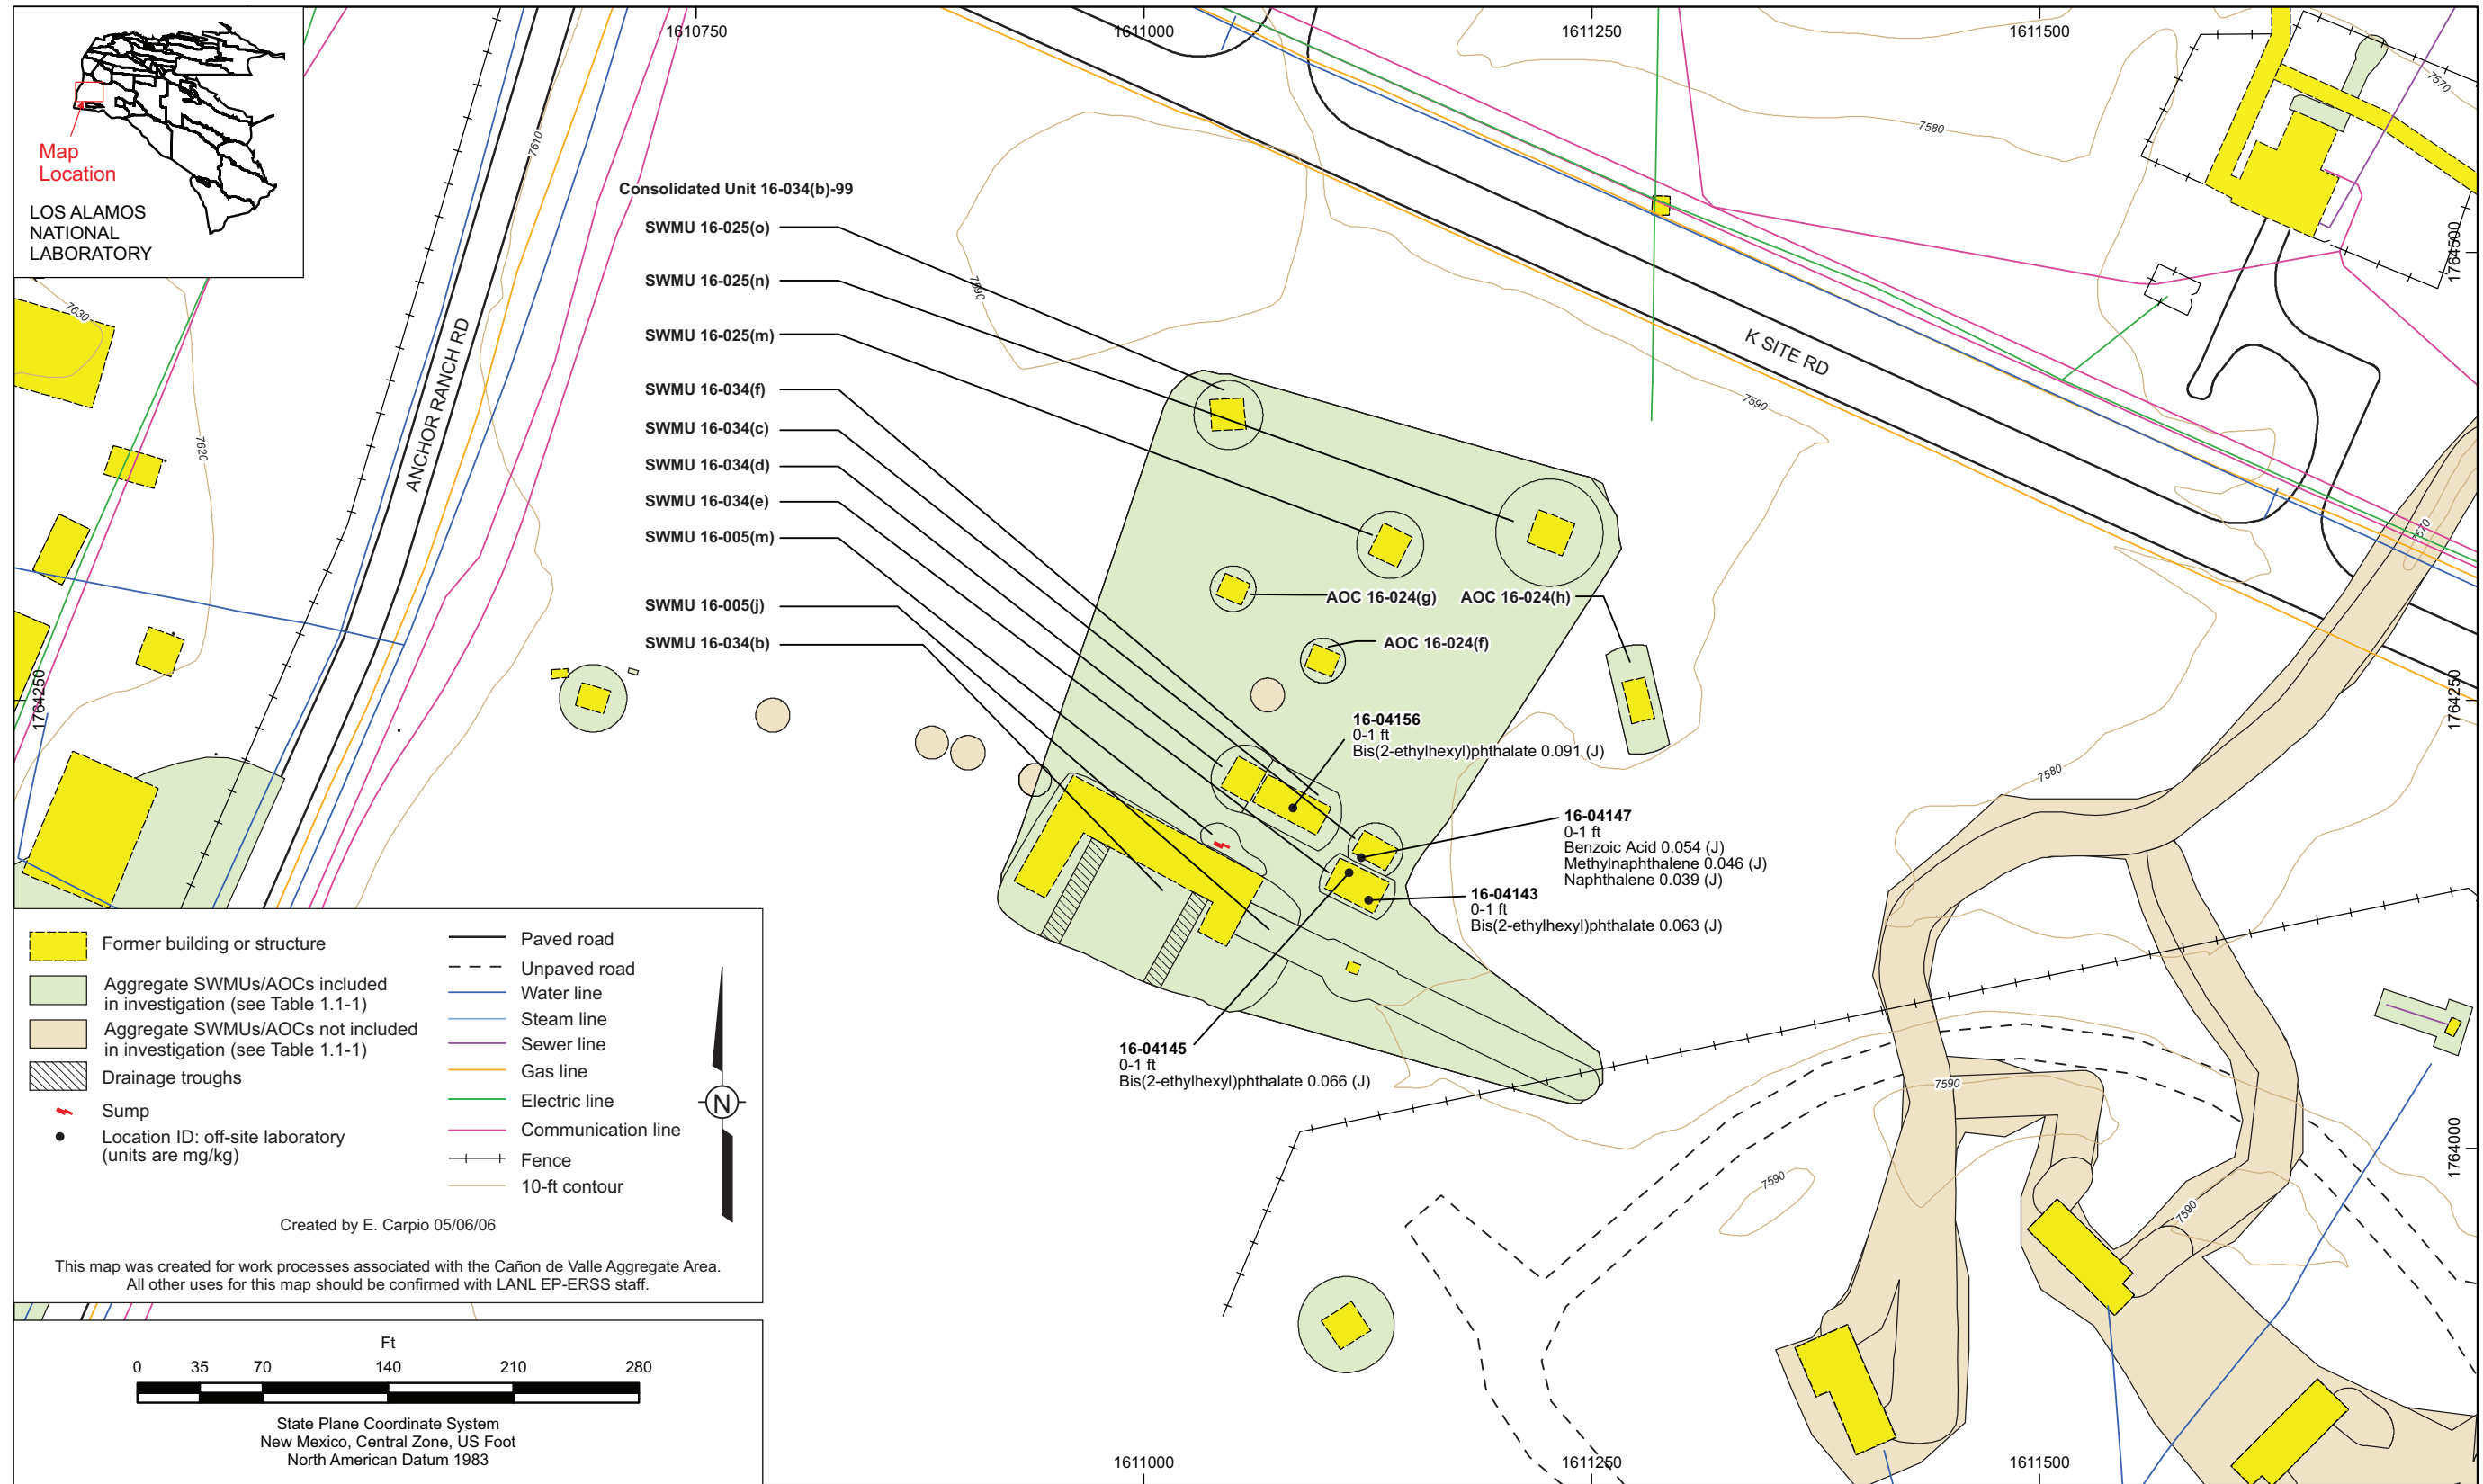 1610750
1611000
1611250
1611500
Map
Location
LOS ALAMOS
NATIONAL
LABORATORY
7610
7570
7580
Consolidated Unit 16-034(b)-99
SWMU 16-025(o)
SWMU 16-025(n)
SWMU 16-025(m)
SWMU 16-034(f)
SWMU 16-034(c)
SWMU 16-034(d)
SWMU 16-034(e)
SWMU 16-005(m)
SWMU 16-005(j)
SWMU 16-034(b)
7590
1764500
7630
ANCHOR RANCH RD
K SITE RD
7590
7620
7570
AOC 16-024(g)
AOC 16-024(h)
AOC 16-024(f)
1764250
1764250
16-04156
0-1 ft
Bis(2-ethylhexyl)phthalate 0.091 (J)
7580
16-04147
0-1 ft
Benzoic Acid 0.054 (J)
Methylnaphthalene 0.046 (J)
Naphthalene 0.039 (J)
16-04143
0-1 ft
Bis(2-ethylhexyl)phthalate 0.063 (J)
16-04145
0-1 ft
Bis(2-ethylhexyl)phthalate 0.066 (J)
7590
1764000
7590
7590
Former building or structure
Aggregate SWMUs/AOCs included
in investigation (see Table 1.1-1)
Aggregate SWMUs/AOCs not included
in investigation (see Table 1.1-1)
Drainage troughs
Sump
Location ID: off-site laboratory
(units are mg/kg)
Paved road
Unpaved road
Water line
Steam line
Sewer line
Gas line
Electric line
Communication line
Fence
10-ft contour
N
Created by E. Carpio 05/06/06
This map was created for work processes associated with the Cañon de Valle Aggregate Area.
All other uses for this map should be confirmed with LANL EP-ERSS staff.
Ft
0 35 70 140 210 280
State Plane Coordinate System
New Mexico, Central Zone, US Foot
North American Datum 1983
1611000
1611250
1611500